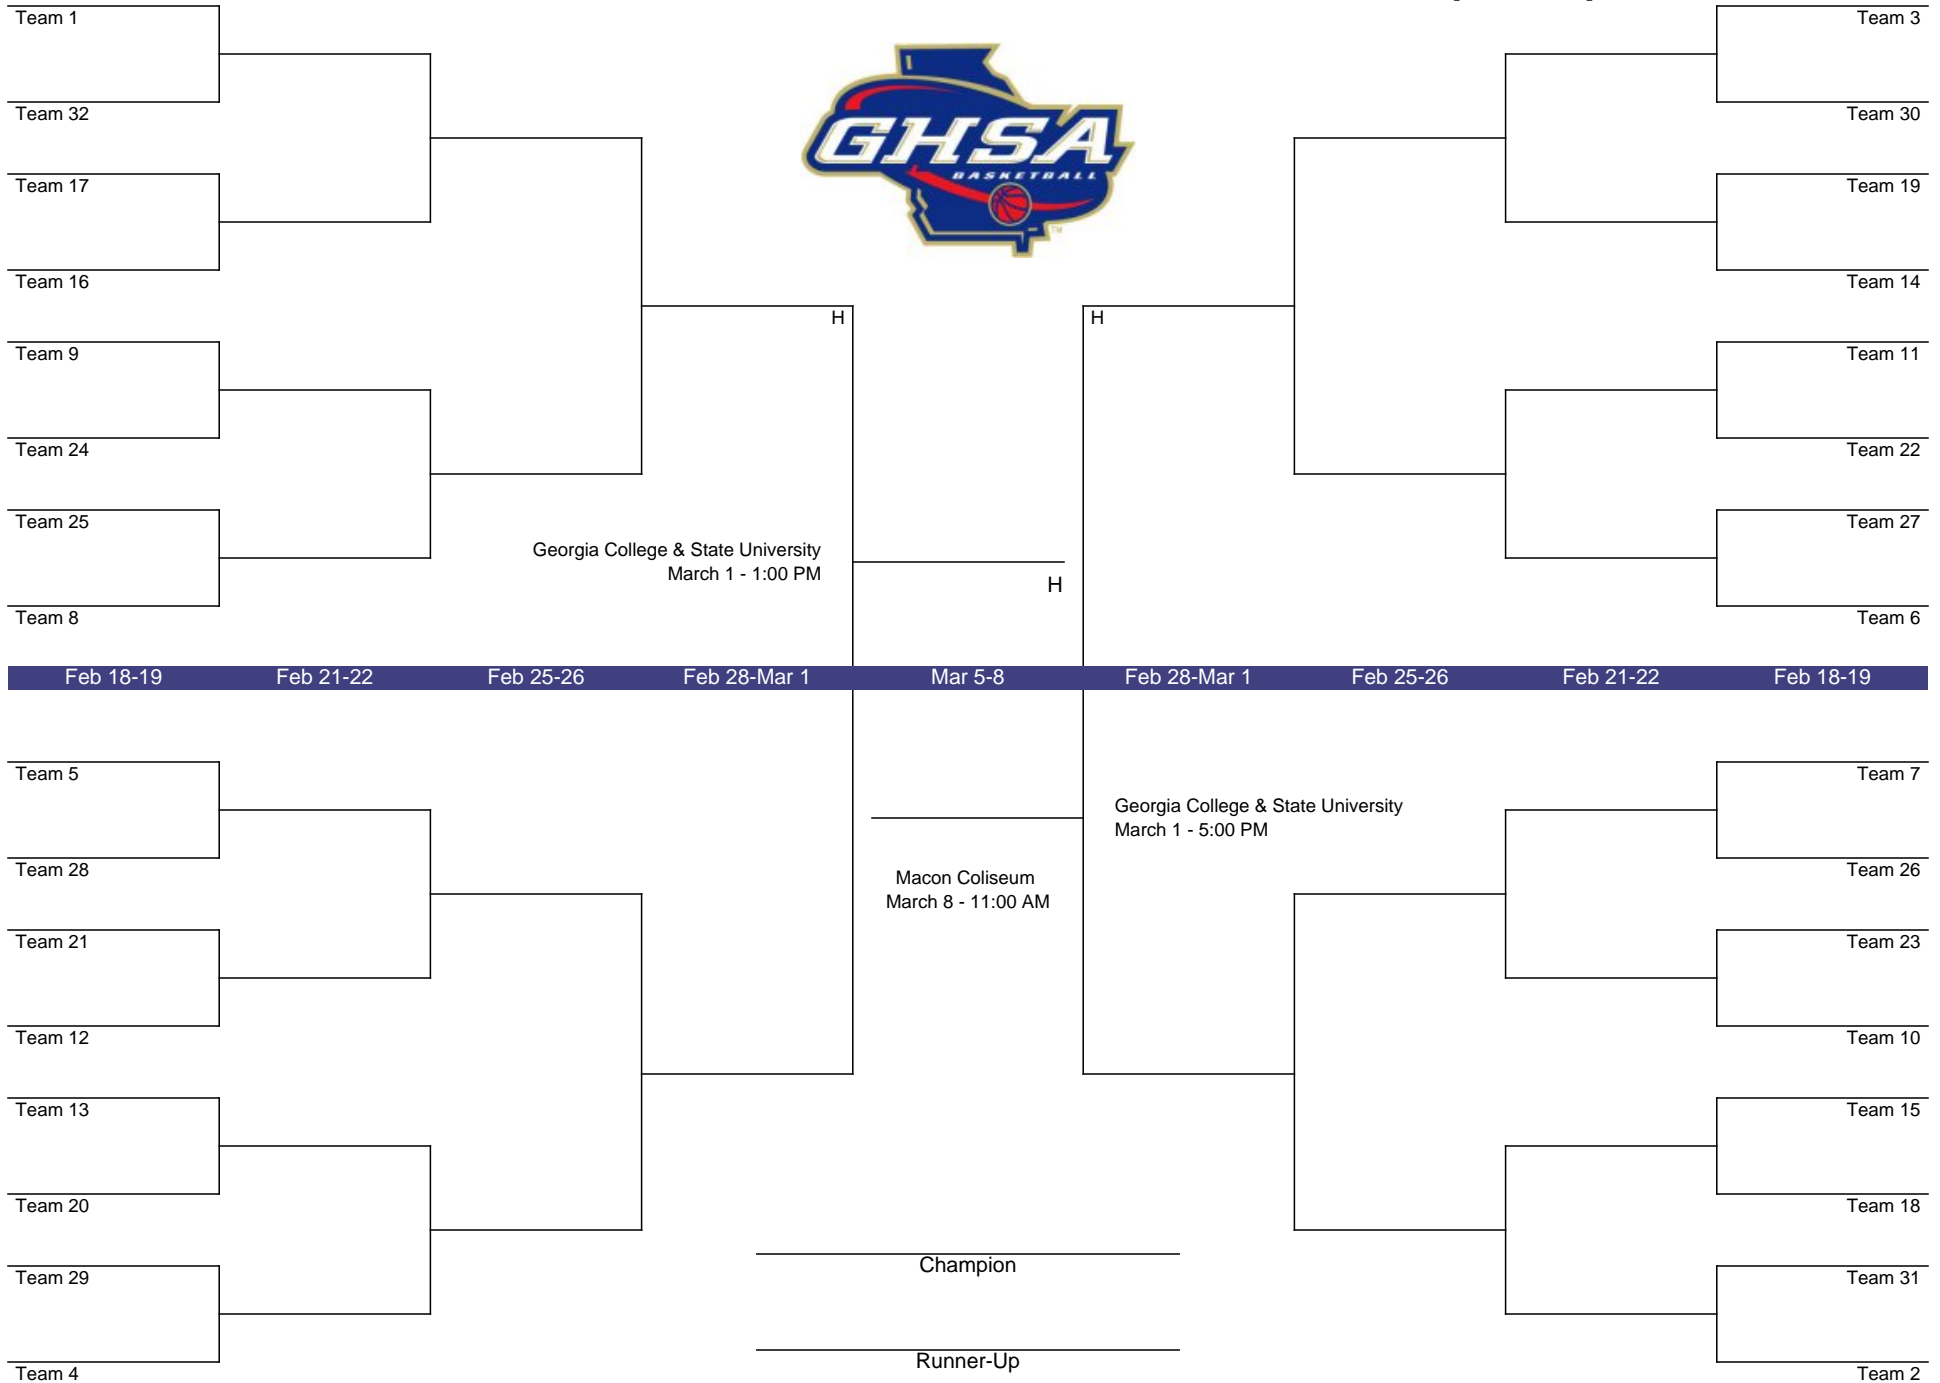 Team 1
Team 3
Team 32
Team 30
Team 17
Team 19
GHSA
BASKETBALL
TM
Team 16
Team 14
H
H
Team 9
Team 11
Team 24
Team 22
Team 25
Team 27
Georgia College & State University
March 1 - 1:00 PM
H
Team 8
Team 6
Feb 18-19 Feb 21-22 Feb 25-26 Feb 28-Mar 1 Mar 5-8 Feb 28-Mar 1 Feb 25-26 Feb 21-22 Feb 18-19
Team 5
Team 7
Georgia College & State University
March 1 - 5:00 PM
Team 28
Team 26
Macon Coliseum
March 8 - 11:00 AM
Team 21
Team 23
Team 12
Team 10
Team 13
Team 15
Team 20
Team 18
Champion
Team 29
Team 31
Runner-Up
Team 4
Team 2